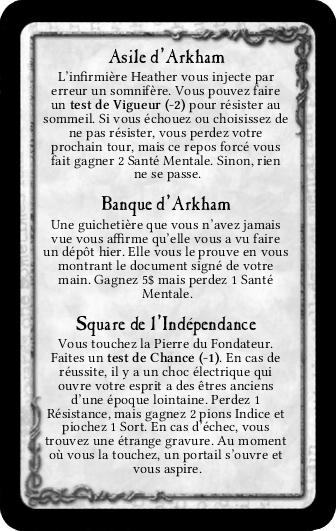 Asile d'Arkham
L'infirmière Heather vous injecte par
erreur un somnifère. Vous pouvez faire
un test de Vigueur (-2) pour résister au
sommeil. Si vous échouez ou choisissez de
ne pas résister, vous perdez votre
prochain tour, mais ce repos forcé vous
fait gagner 2 Santé Mentale. Sinon, rien
ne se passe.
Banque d'Arkham
Une guichetière que vous n'avez jamais
vue vous affirme qu'elle vous a vu faire
un dépôt hier. Elle vous le prouve en vous
montrant le document signé de votre
main. Gagnez 5$ mais perdez 1 Santé
Mentale.
Square de l'Indépendance
Vous touchez la Pierre du Fondateur.
Faites un test de Chance (-1). En cas de
réussite, il y a un choc électrique qui
ouvre votre esprit a des êtres anciens
d'une époque lointaine. Perdez 1
Résistance, mais gagnez 2 pions Indice et
piochez 1 Sort. En cas d'échec, vous
trouvez une étrange gravure. Au moment
où vous la touchez, un portail s'ouvre et
vous aspire.